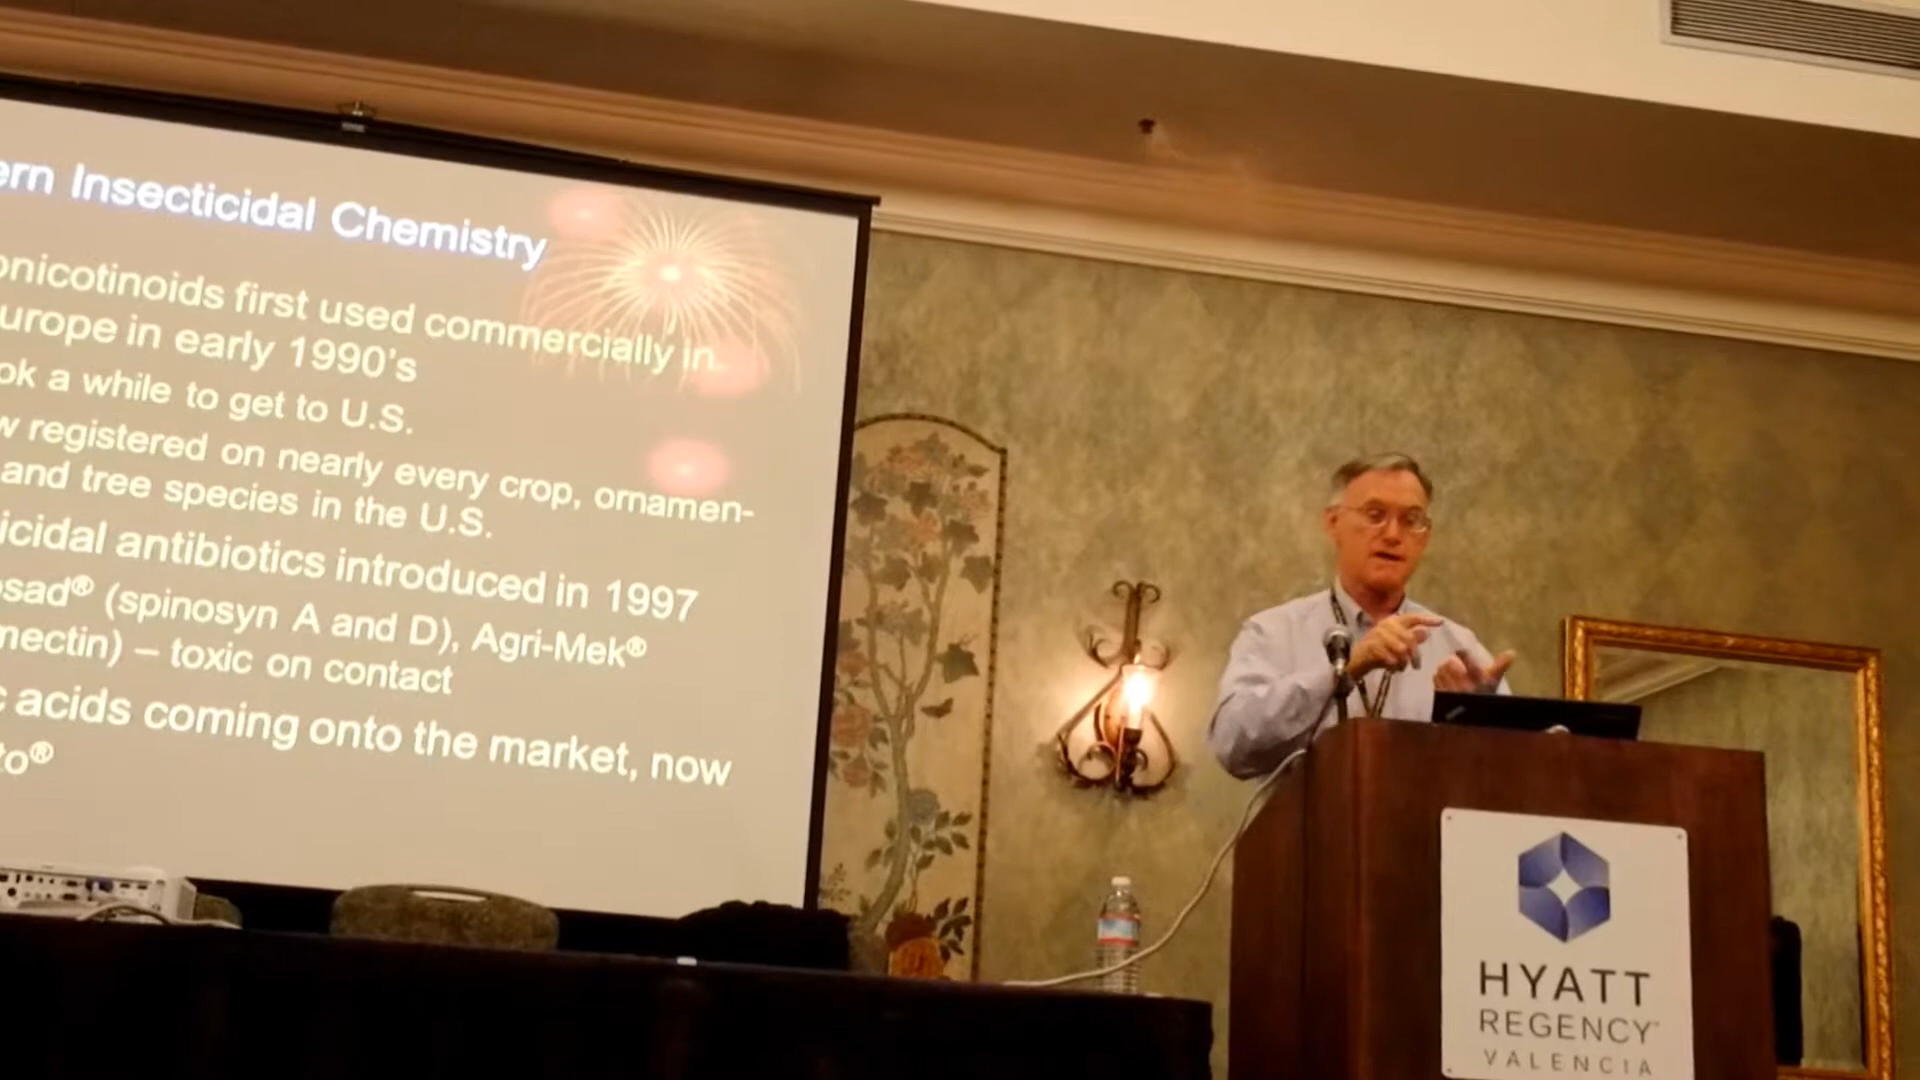 ern Insecticidal Chemistry
onicotinoids first used commercially in
urope in early 1990's
ok a while to get to U.S.
w registered on nearly every crop, ornamen-
and tree species in the U.S.
icidal antibiotics introduced in 1997
osad® (spinosyn A and D), Agri-Mek®
mectin) – toxic on contact
c acids coming onto the market, now
to®
HYATT
REGENCY™
VALENCIA